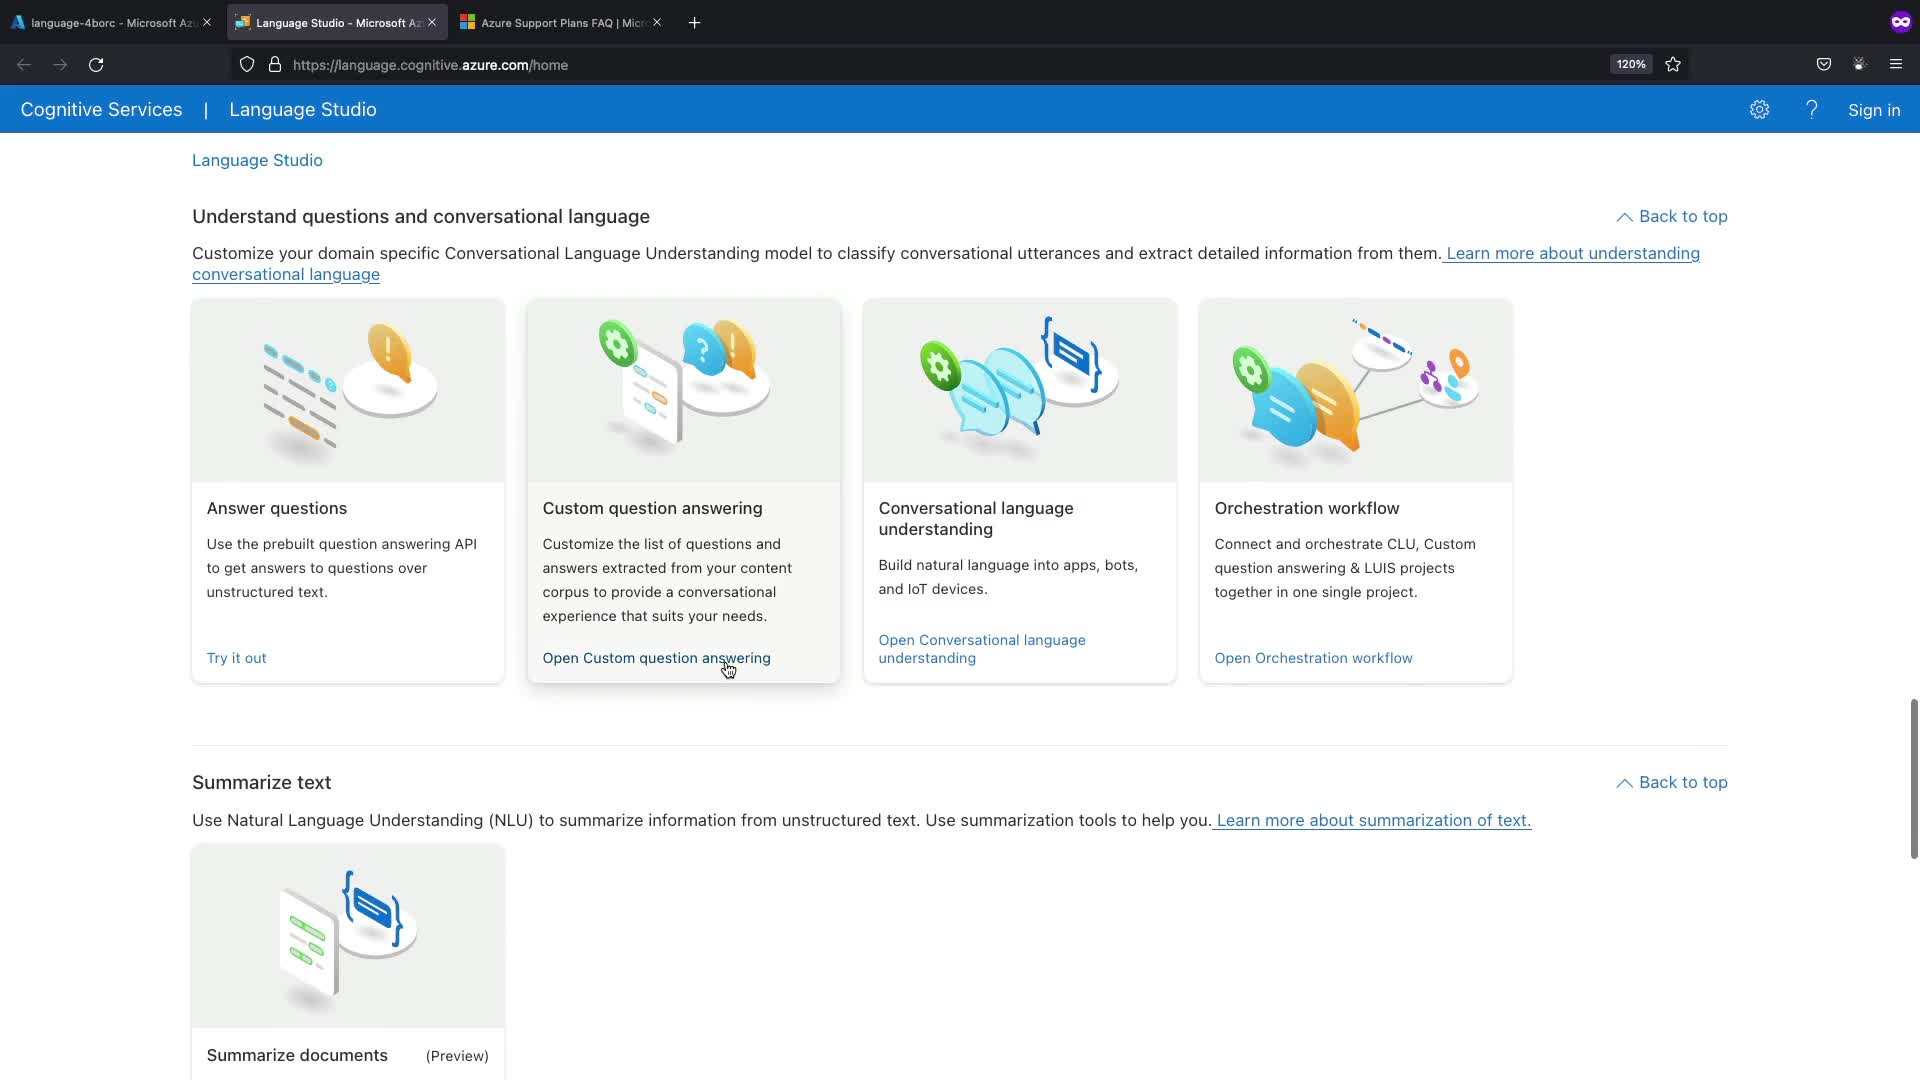 language-4borc - Microsoft Az
Language Studio - Microsoft Az
Azure Support Plans FAQ | Micr
https://language.cognitive.azure.com/home
120%
Cognitive Services | Language Studio
Sign in
Language Studio
Understand questions and conversational language
Back to top
Customize your domain specific Conversational Language Understanding model to classify conversational utterances and extract detailed information from them. Learn more about understanding
conversational language
Answer questions
Use the prebuilt question answering API
to get answers to questions over
unstructured text.
Try it out
Custom question answering
Customize the list of questions and
answers extracted from your content
corpus to provide a conversational
experience that suits your needs.
Open Custom question answering
Conversational language
understanding
Build natural language into apps, bots,
and IoT devices.
Open Conversational language
understanding
Orchestration workflow
Connect and orchestrate CLU, Custom
question answering & LUIS projects
together in one single project.
Open Orchestration workflow
Summarize text
Back to top
Use Natural Language Understanding (NLU) to summarize information from unstructured text. Use summarization tools to help you. Learn more about summarization of text.
Summarize documents (Preview)